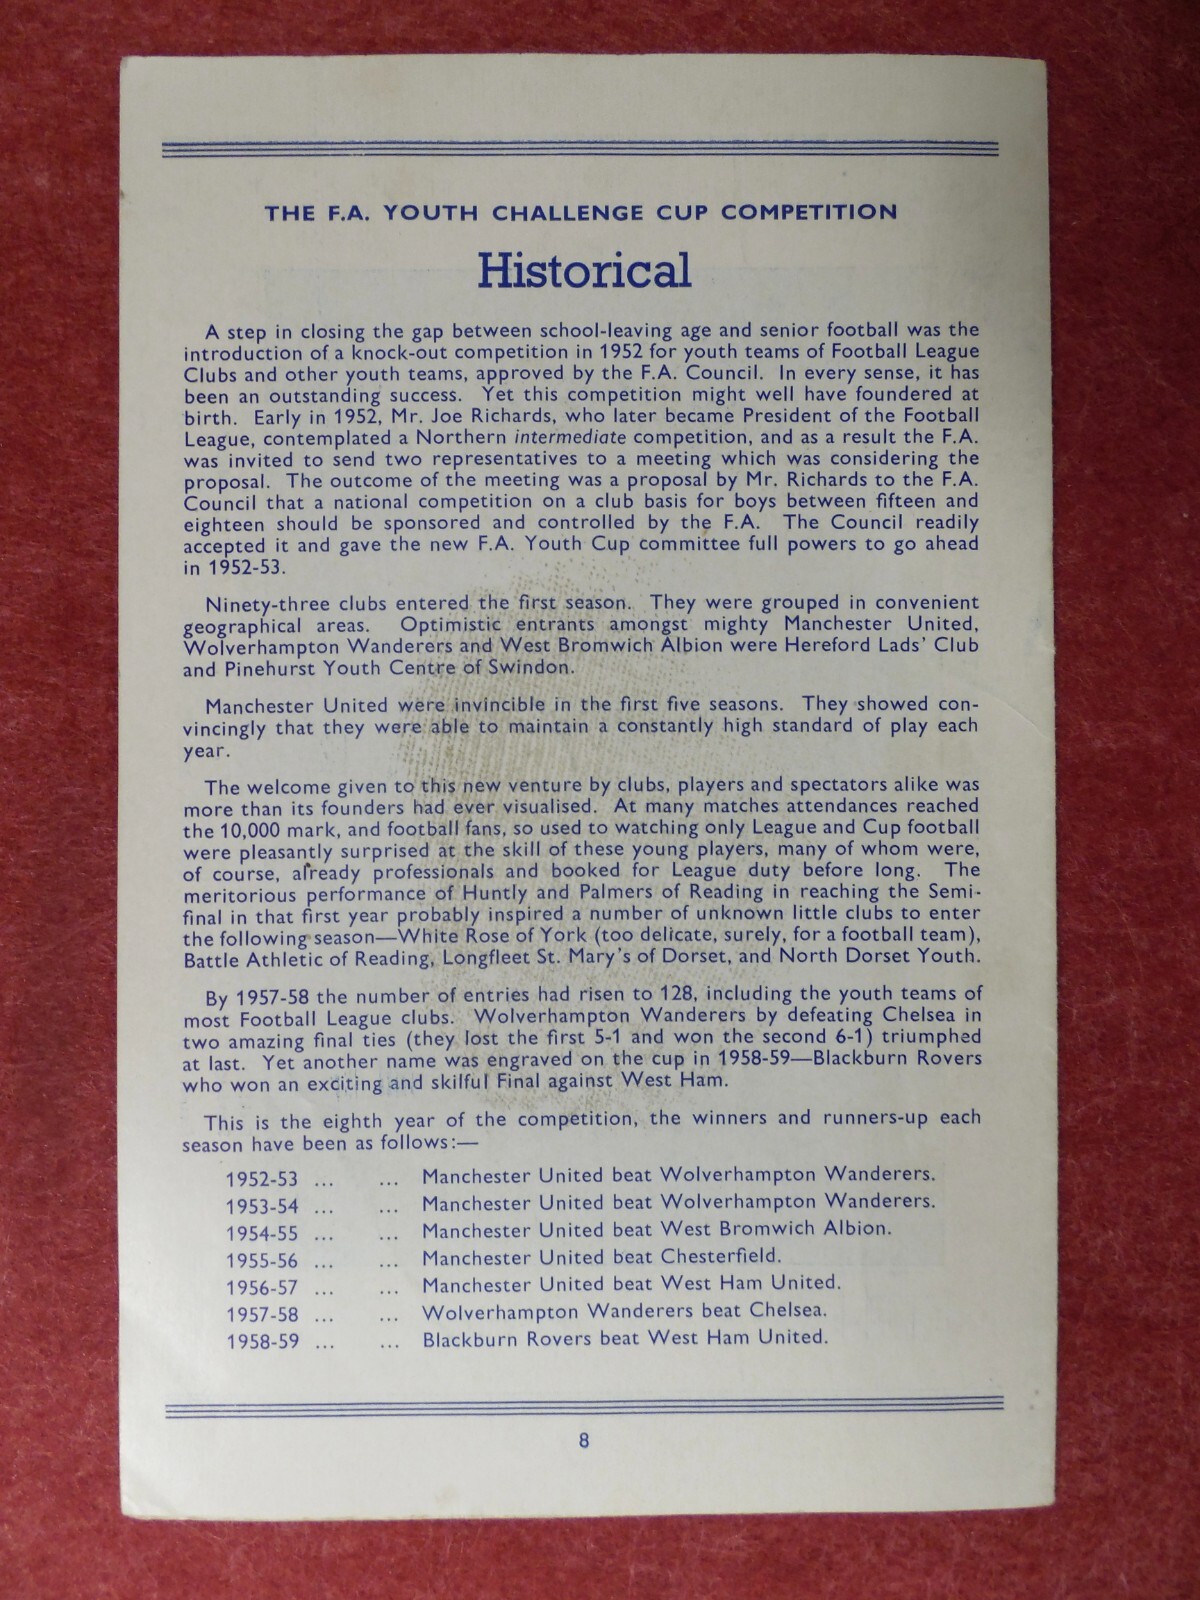 THE F.A. YOUTH CHALLENGE CUP COMPETITION
Historical
A step in closing the gap between school-leaving age and senior football was the
introduction of a knock-out competition in 1952 for youth teams of Football League
Clubs and other youth teams, approved by the F.A. Council. In every sense, it has
been an outstanding success. Yet this competition might well have foundered at
birth. Early in 1952, Mr. Joe Richards, who later became President of the Football
League, contemplated a Northern intermediate competition, and as a result the F.A.
was invited to send two representatives to a meeting which was considering the
proposal. The outcome of the meeting was a proposal by Mr. Richards to the F.A.
Council that a national competition on a club basis for boys between fifteen and
eighteen should be sponsored and controlled by the F.A. The Council readily
accepted it and gave the new F.A. Youth Cup committee full powers to go ahead
in 1952-53.
Ninety-three clubs entered the first season. They were grouped in convenient
geographical areas. Optimistic entrants amongst mighty Manchester United,
Wolverhampton Wanderers and West Bromwich Albion were Hereford Lads' Club
and Pinehurst Youth Centre of Swindon.
Manchester United were invincible in the first five seasons. They showed con-
vincingly that they were able to maintain a constantly high standard of play each
year.
The welcome given to this new venture by clubs, players and spectators alike was
more than its founders had ever visualised. At many matches attendances reached
the 10,000 mark, and football fans, so used to watching only League and Cup football
were pleasantly surprised at the skill of these young players, many of whom were,
of course, already professionals and booked for League duty before long. The
meritorious performance of Huntly and Palmers of Reading in reaching the Semi-
final in that first year probably inspired a number of unknown little clubs to enter
the following season—White Rose of York (too delicate, surely, for a football team),
Battle Athletic of Reading, Longfleet St. Mary's of Dorset, and North Dorset Youth.
By 1957-58 the number of entries had risen to 128, including the youth teams of
most Football League clubs. Wolverhampton Wanderers by defeating Chelsea in
two amazing final ties (they lost the first 5-1 and won the second 6-1) triumphed
at last. Yet another name was engraved on the cup in 1958-59—Blackburn Rovers
who won an exciting and skilful Final against West Ham.
This is the eighth year of the competition, the winners and runners-up each
season have been as follows:—
1952-53 ... ... Manchester United beat Wolverhampton Wanderers.
1953-54 ... ... Manchester United beat Wolverhampton Wanderers.
1954-55 ... ... Manchester United beat West Bromwich Albion.
1955-56 ... ... Manchester United beat Chesterfield.
1956-57 ... ... Manchester United beat West Ham United.
1957-58 ... ... Wolverhampton Wanderers beat Chelsea.
1958-59 ... ... Blackburn Rovers beat West Ham United.
8